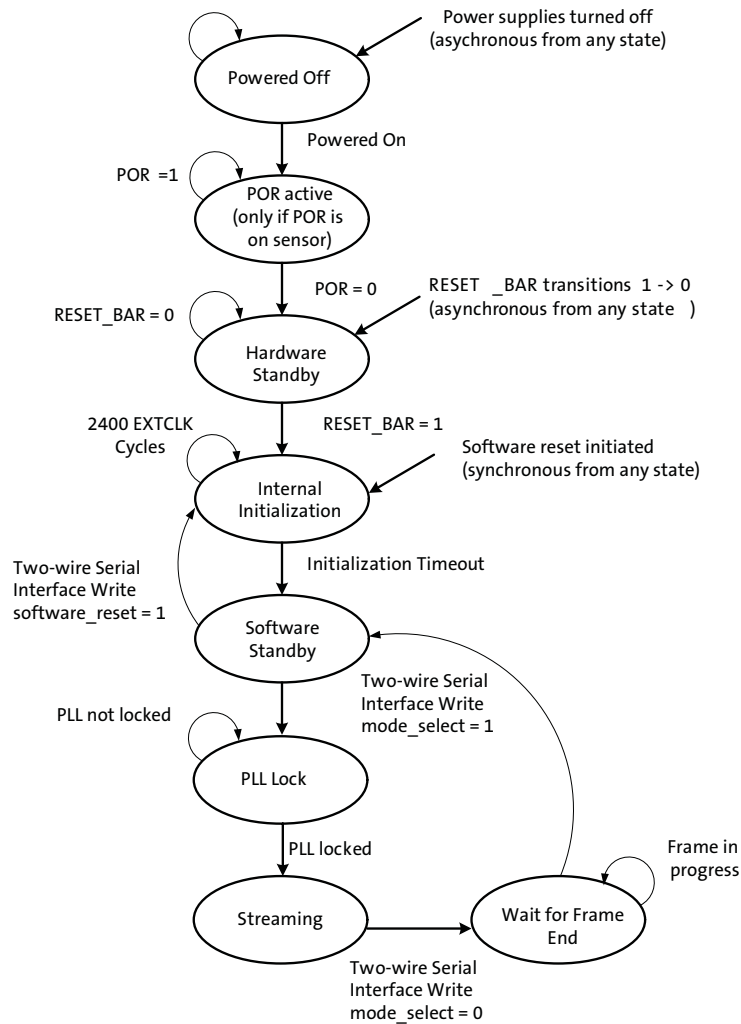 Power supplies turned off
(asychronous from any state)
Powered Off
Powered On
POR =1
POR active
(only if POR is
on sensor)
POR = 0
RESET _BAR transitions 1 -> 0
(asynchronous from any state )
RESET_BAR = 0
Hardware
Standby
2400 EXTCLK
Cycles
RESET_BAR = 1
Software reset initiated
(synchronous from any state)
Internal
Initialization
Initialization Timeout
Two-wire Serial
Interface Write
software_reset = 1
Software
Standby
Two-wire Serial
Interface Write
mode_select = 1
PLL not locked
PLL Lock
PLL locked
Frame in
progress
Streaming
Wait for Frame
End
Two-wire Serial
Interface Write
mode_select = 0